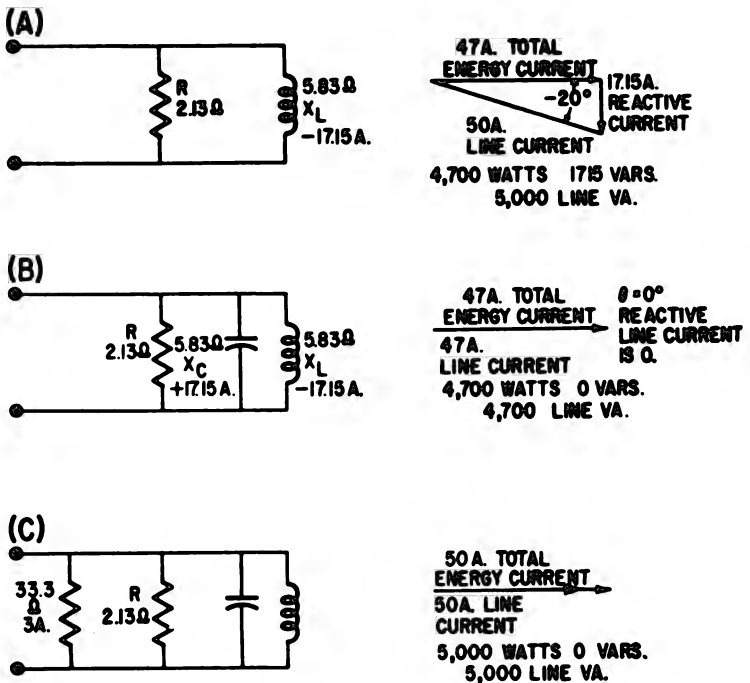 (A)
R
2.13Ω
5.83Ω
XL
-17.15A.
47A. TOTAL
ENERGY CURRENT
-20°
17.15A.
REACTIVE
CURRENT
50A.
LINE CURRENT
4,700 WATTS 1715 VARS.
5,000 LINE VA.
(B)
R
2.13Ω
5.83Ω
XC
+17.15A.
5.83Ω
XL
-17.15A.
47A. TOTAL
ENERGY CURRENT
θ=0°
REACTIVE
LINE CURRENT
IS 0.
47A.
LINE CURRENT
4,700 WATTS 0 VARS.
4,700 LINE VA.
(C)
33.3
Ω
3A.
R
2.13Ω
50A. TOTAL
ENERGY CURRENT
50A. LINE
CURRENT
5,000 WATTS 0 VARS.
5,000 LINE VA.